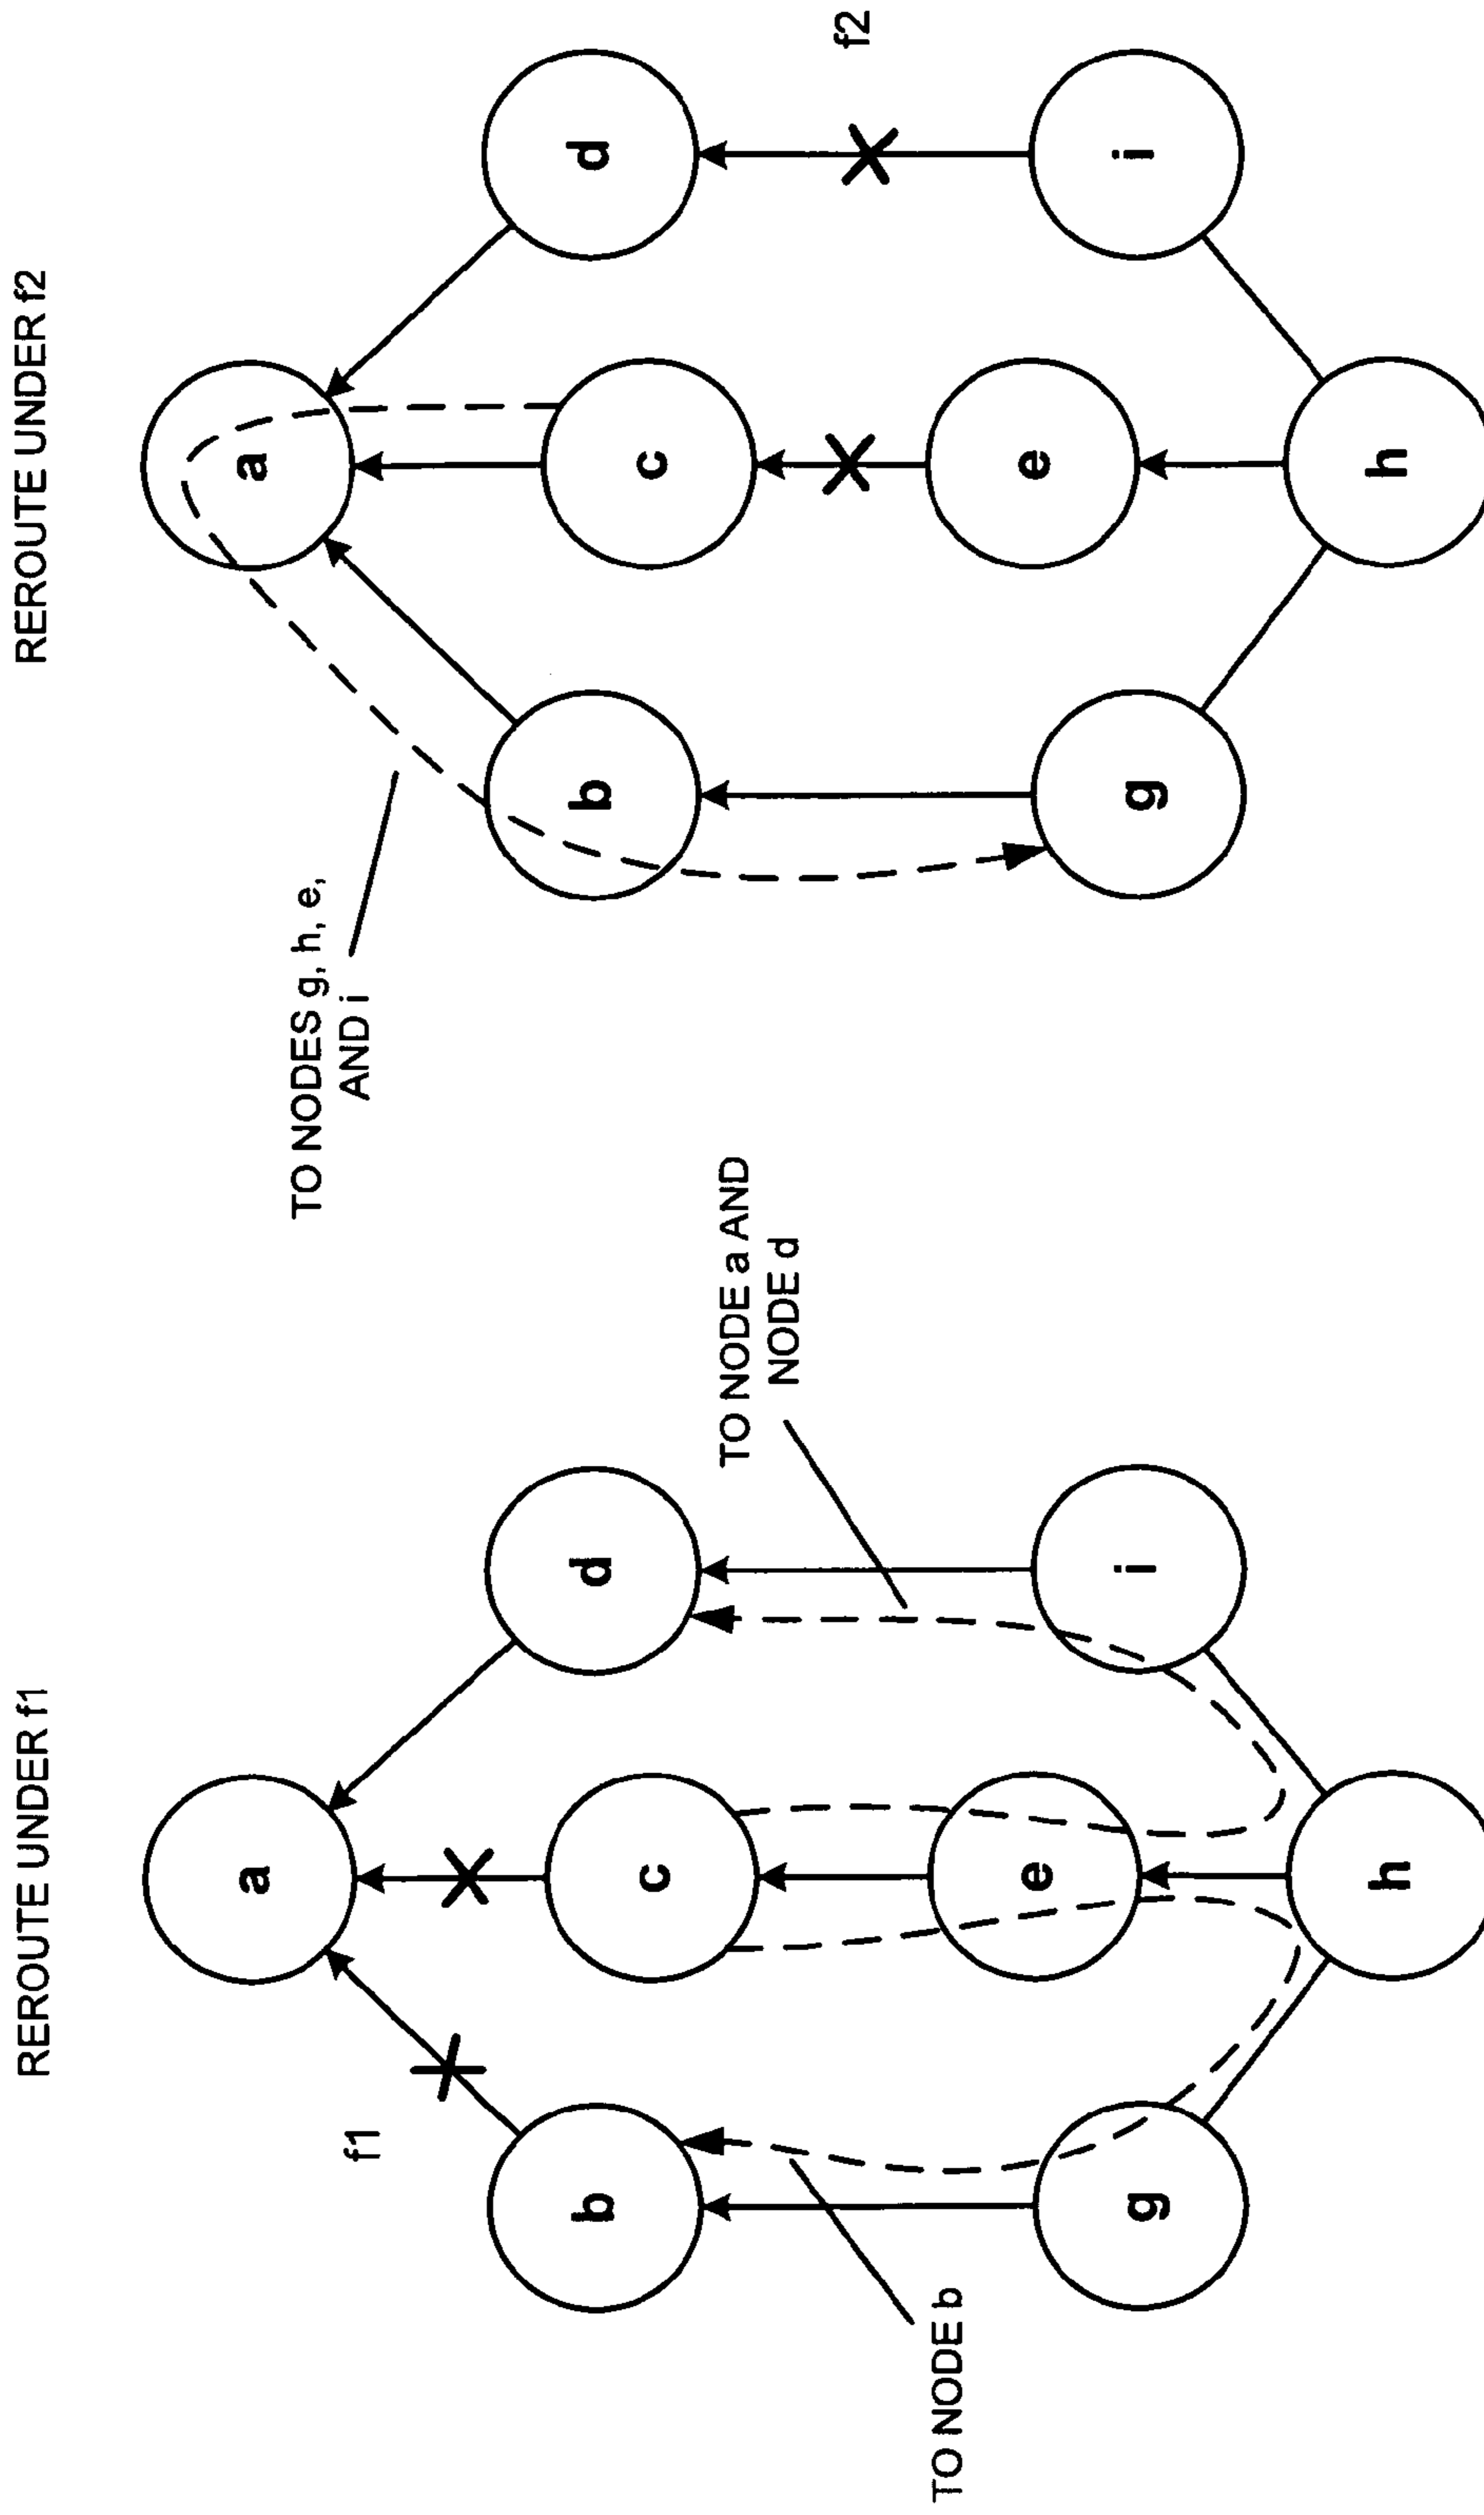 REROUTE UNDER f1
a
f1
b
c
d
TO NODE a AND
NODE d
TO NODE b
e
g
i
h
REROUTE UNDER f2
a
TO NODES g, h, e,
AND i
b
c
d
f2
e
g
i
h